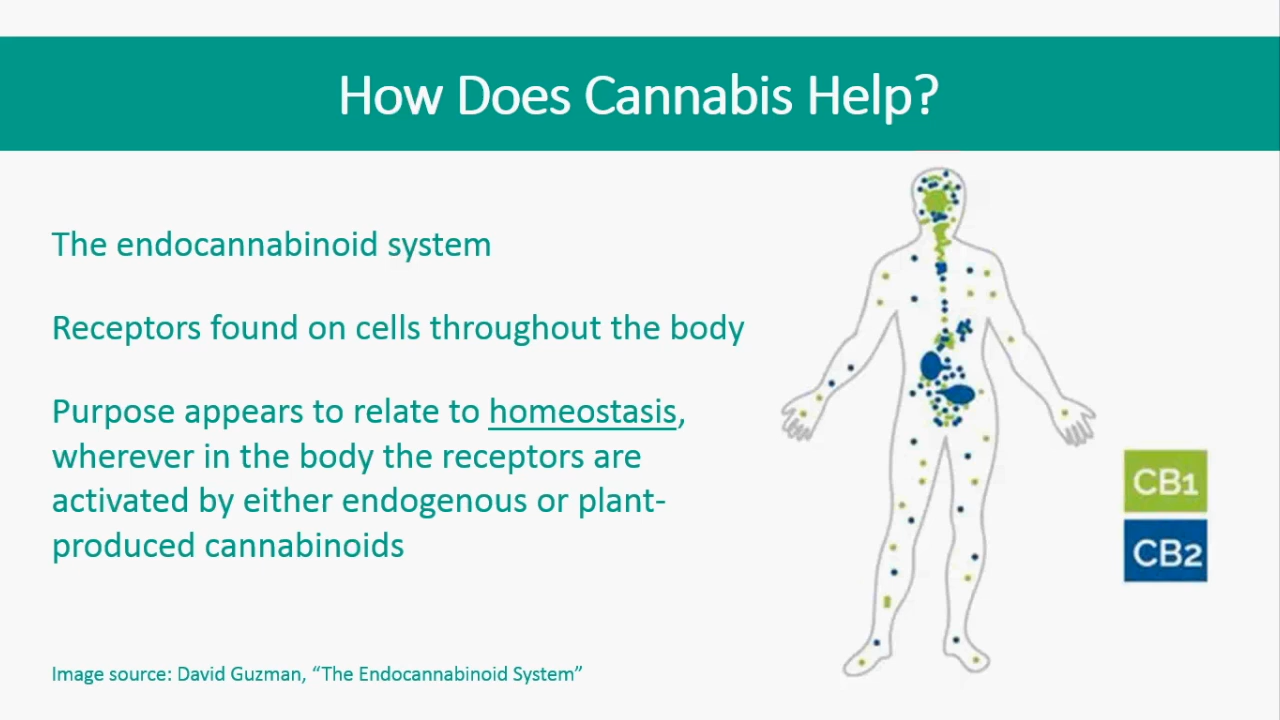 How Does Cannabis Help?
The endocannabinoid system
Receptors found on cells throughout the body
Purpose appears to relate to homeostasis,
wherever in the body the receptors are
activated by either endogenous or plant-
produced cannabinoids
CB1
CB2
Image source: David Guzman, “The Endocannabinoid System”